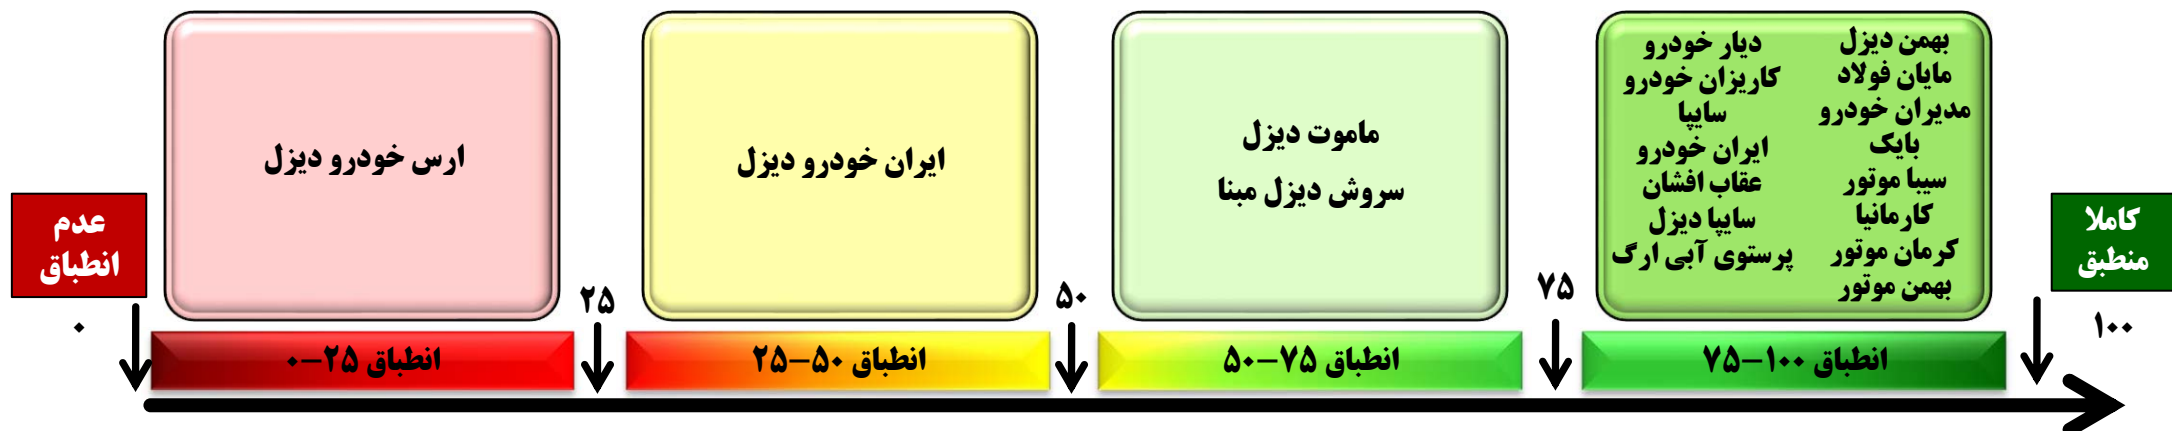 کاملا
منطبق
۱۰۰
بهمن دیزل
مایان فولاد
مدیران خودرو
بایک
سیبا موتور
کارمانیا
کرمان موتور
بهمن موتور
دیار خودرو
کاریزان خودرو
سایپا
ایران خودرو
عقاب افشان
سایپا دیزل
پرستوی آبی ارگ
انطباق ۱۰۰-۷۵
۷۵
ماموت دیزل
سروش دیزل مبنا
انطباق ۷۵-۵۰
۵۰
ایران خودرو دیزل
انطباق ۵۰-۲۵
۲۵
ارس خودرو دیزل
انطباق ۲۵-۰
عدم
انطباق
۰